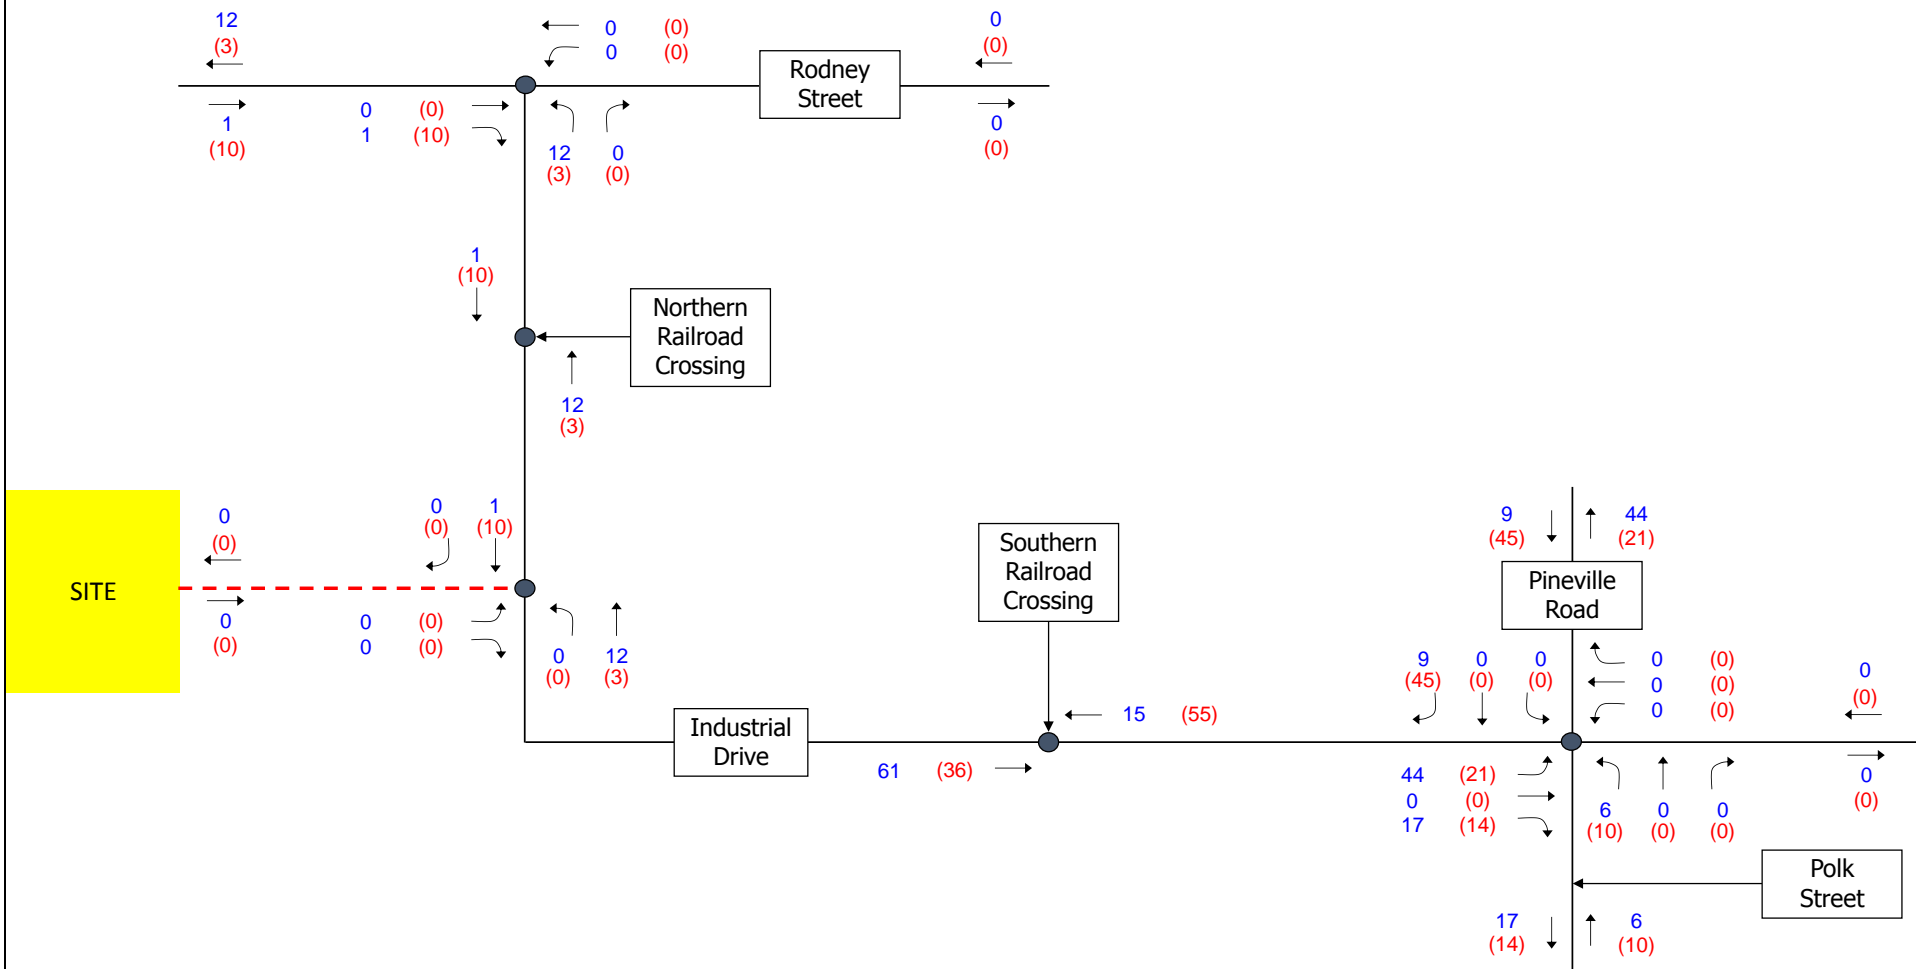 12
(3)
0 (0)
0 (0)
0
(0)
Rodney
Street
1
(10)
0 (0)
1 (10)
12 0
(3) (0)
0
(0)
1
(10)
Northern
Railroad
Crossing
12
(3)
SITE
0
(0)
0 1
(0) (10)
0
(0)
0 (0)
0 (0)
0 12
(0) (3)
Southern
Railroad
Crossing
Industrial
Drive
15 (55)
61 (36)
9 44
(45) (21)
Pineville
Road
9 0 0
(45) (0) (0)
0 (0)
0 (0)
0 (0)
0
(0)
44 (21)
0 (0)
17 (14)
6 0 0
(10) (0) (0)
0
(0)
Polk
Street
17 6
(14) (10)